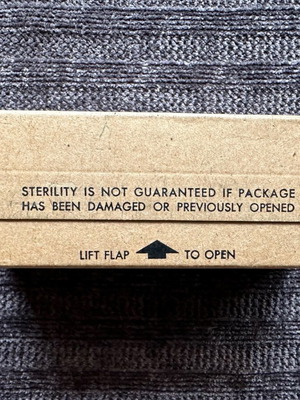 STERILITY IS NOT GUARANTEED IF PACKAGE
HAS BEEN DAMAGED OR PREVIOUSLY OPENED
LIFT FLAP TO OPEN